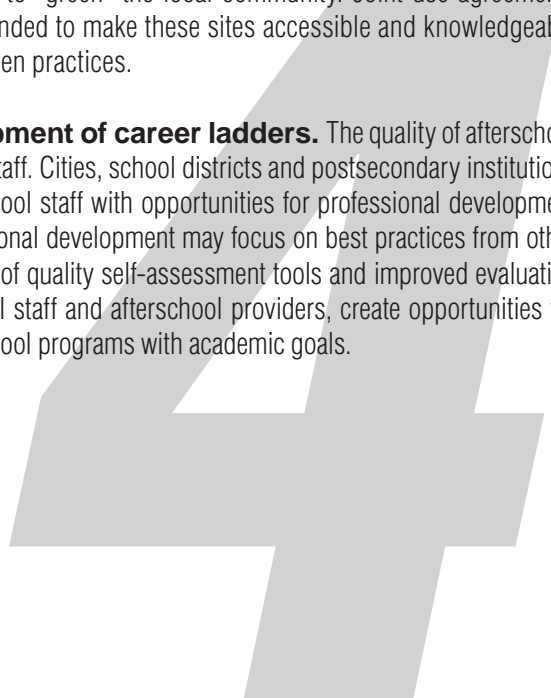 to "green" the local community. Joint use agreemen
nded to make these sites accessible and knowledgeab
en practices.
pment of career ladders. The quality of afterscho
taff. Cities, school districts and postsecondary institutio
ool staff with opportunities for professional developme
onal development may focus on best practices from oth
of quality self-assessment tools and improved evaluati
l staff and afterschool providers, create opportunities
ool programs with academic goals.
4